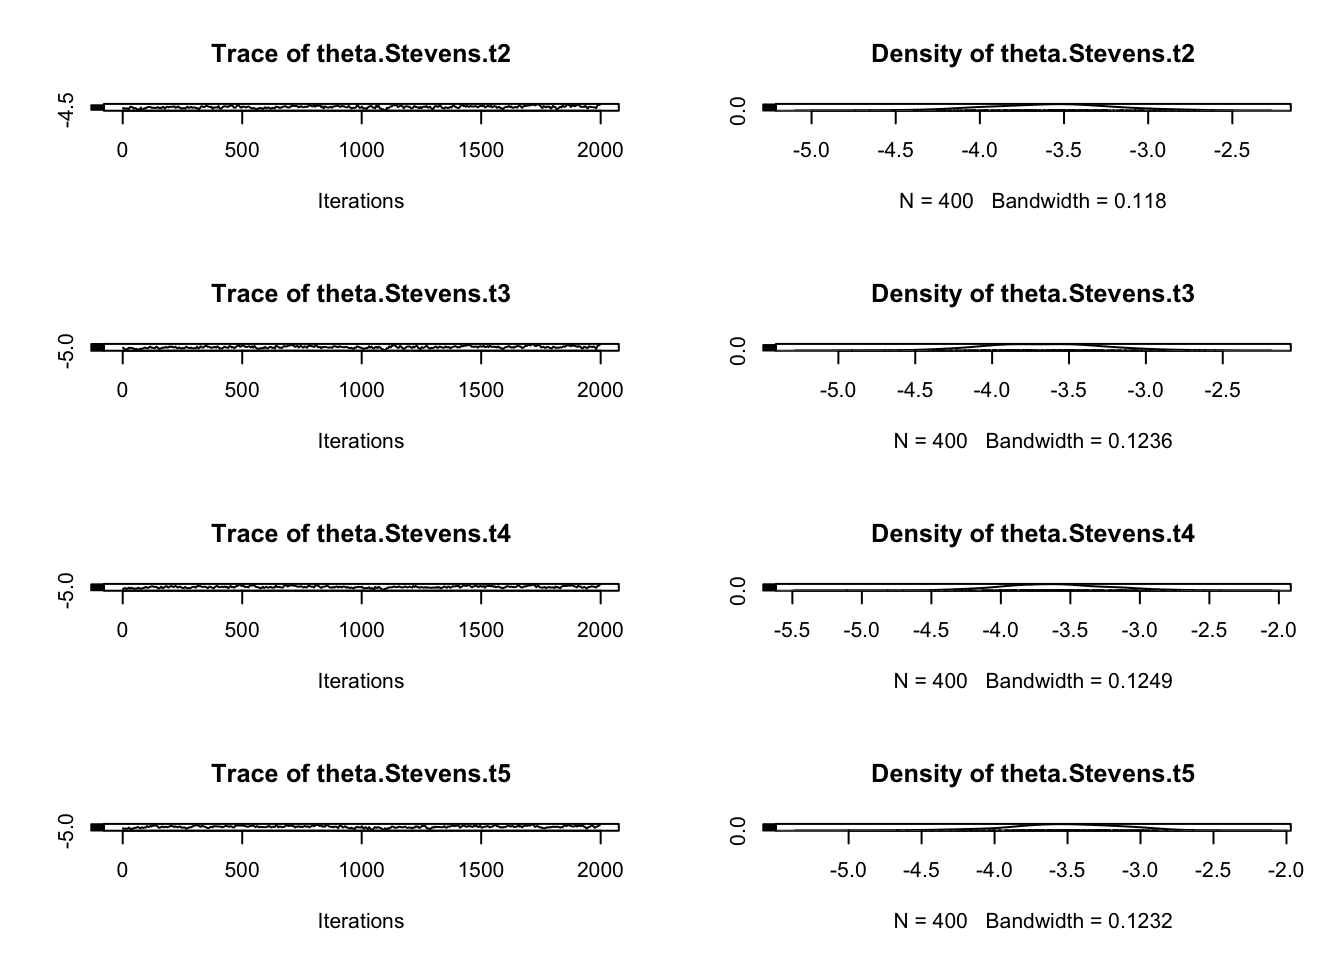 Trace of theta.Stevens.t2
-4.5
0 500 1000 1500 2000
Iterations
Density of theta.Stevens.t2
0.0
-5.0 -4.5 -4.0 -3.5 -3.0 -2.5
N = 400 Bandwidth = 0.118
Trace of theta.Stevens.t3
-5.0
0 500 1000 1500 2000
Iterations
Density of theta.Stevens.t3
0.0
-5.0 -4.5 -4.0 -3.5 -3.0 -2.5
N = 400 Bandwidth = 0.1236
Trace of theta.Stevens.t4
-5.0
0 500 1000 1500 2000
Iterations
Density of theta.Stevens.t4
0.0
-5.5 -5.0 -4.5 -4.0 -3.5 -3.0 -2.5 -2.0
N = 400 Bandwidth = 0.1249
Trace of theta.Stevens.t5
-5.0
0 500 1000 1500 2000
Iterations
Density of theta.Stevens.t5
0.0
-5.0 -4.5 -4.0 -3.5 -3.0 -2.5 -2.0
N = 400 Bandwidth = 0.1232